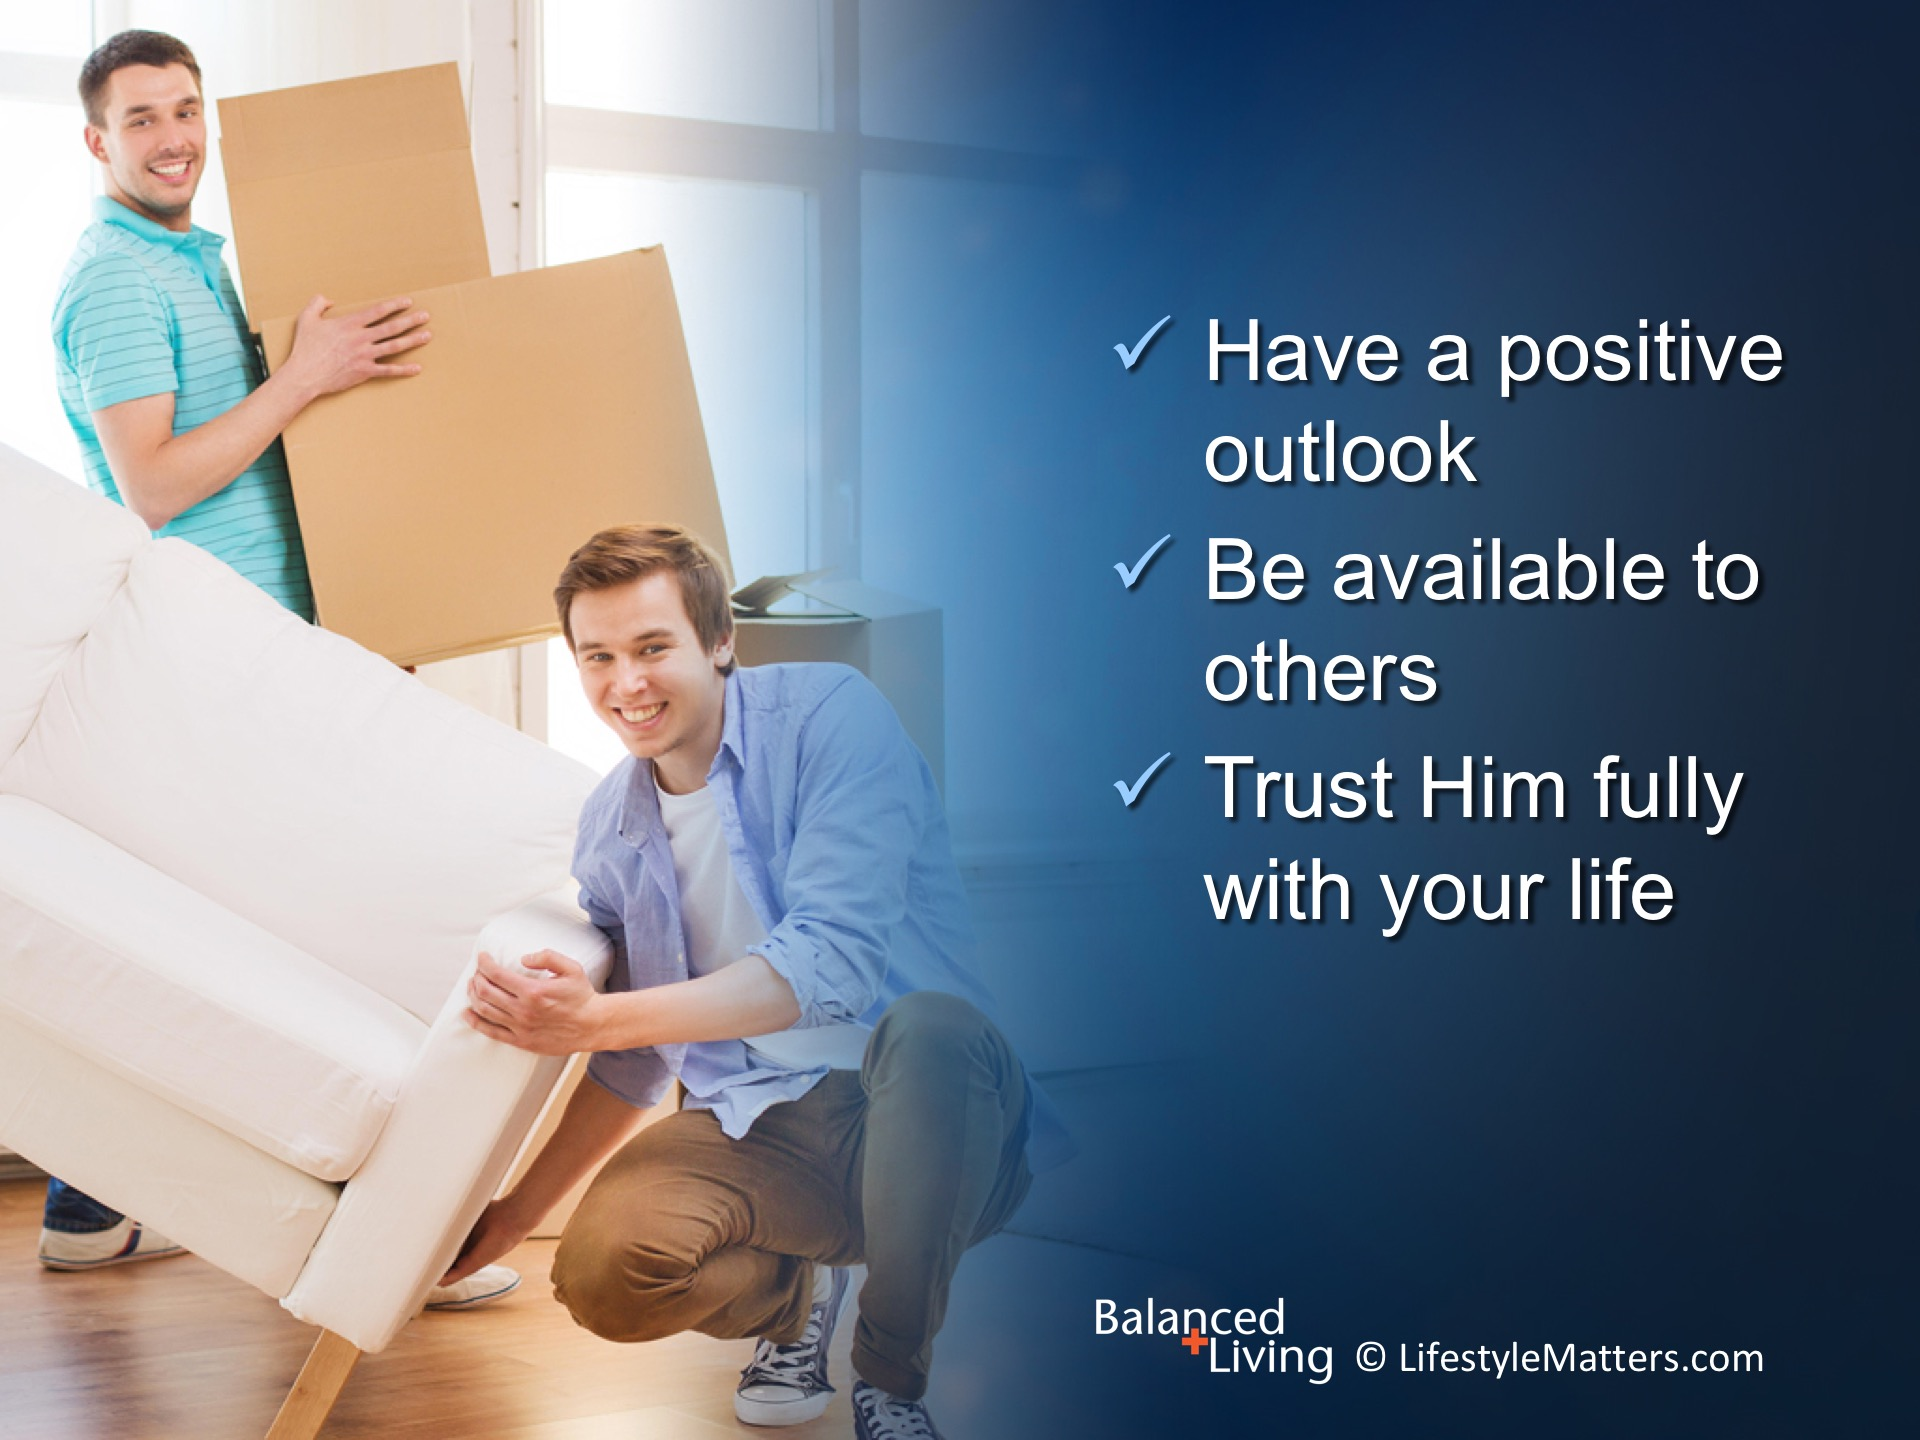 Have a positive
outlook
Be available to
others
Trust Him fully
with your life
Balanced
Living © LifestyleMatters.com